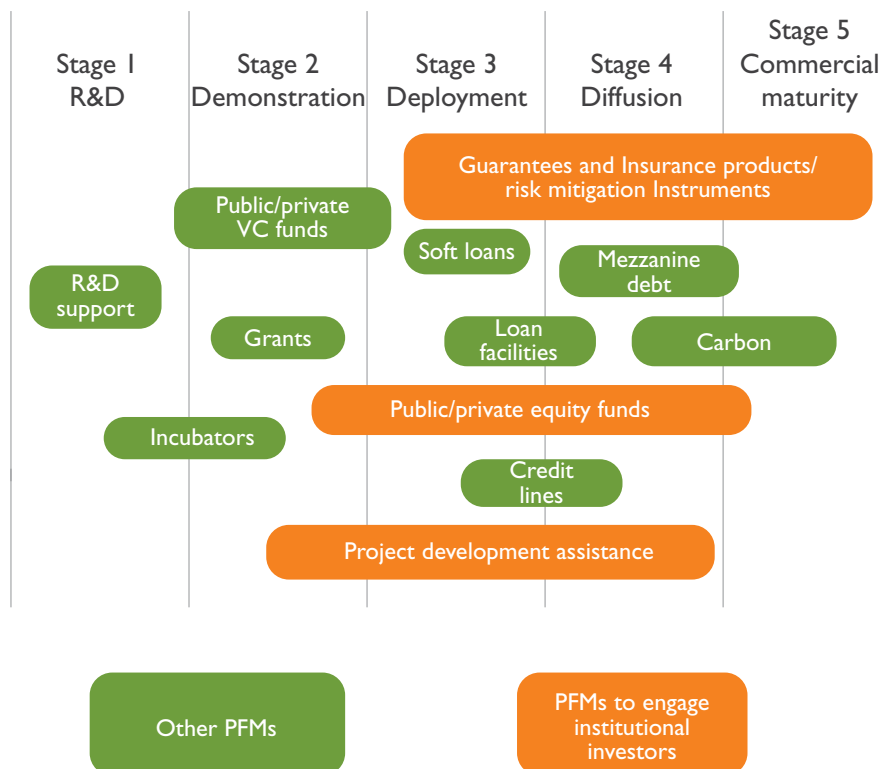 Stage 1
R&D
Stage 2
Demonstration
Stage 3
Deployment
Stage 4
Diffusion
Stage 5
Commercial
maturity
Guarantees and Insurance products/
risk mitigation Instruments
Public/private
VC funds
Soft loans
Mezzanine
debt
R&D
support
Grants
Loan
facilities
Carbon
Public/private equity funds
Incubators
Credit
lines
Project development assistance
Other PFMs
PFMs to engage
institutional
investors